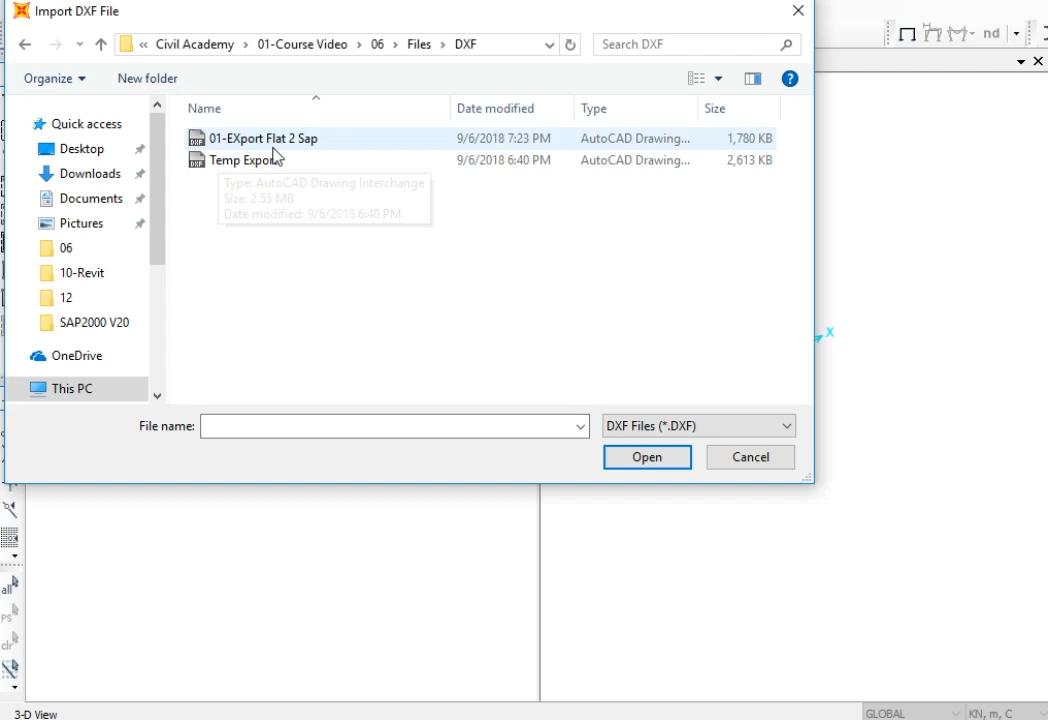 Import DXF File
« Civil Academy › 01-Course Video › 06 › Files › DXF
Search DXF
Organize
New folder
Name
Date modified
Type
Size
01-EXport Flat 2 Sap
9/6/2018 7:23 PM
AutoCAD Drawing...
1,780 KB
Temp Export
9/6/2018 6:40 PM
AutoCAD Drawing...
2,613 KB
Type: AutoCAD Drawing Interchange
Size: 2.55 MB
Date modified: 9/6/2018 6:40 PM
Quick access
Desktop
Downloads
Documents
Pictures
06
10-Revit
12
SAP2000 V20
OneDrive
This PC
File name:
DXF Files (*.DXF)
Open
Cancel
nd
X
all
PS
clr
3-D View
GLOBAL
KN, m, C